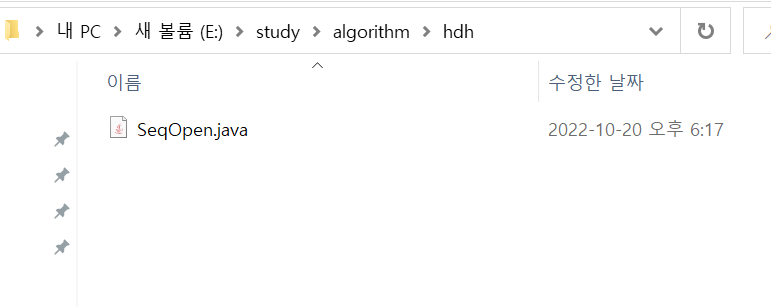 내 PC > 새 볼륨 (E:) > study > algorithm > hdh
이름 수정한 날짜
SeqOpen.java 2022-10-20 오후 6:17